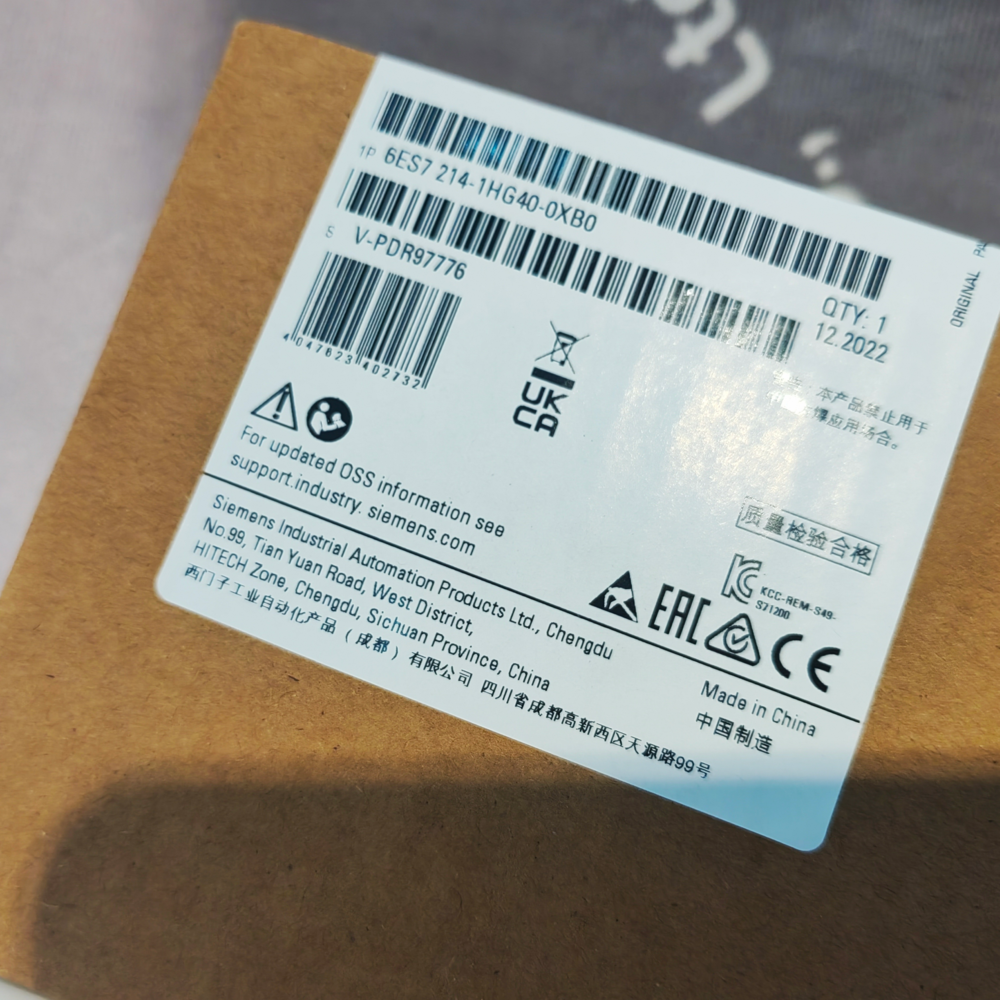 1P 6ES7 214-1HG40-0XB0
S V-PDR97776
QTY: 1
12.2022
ORIGINAL
4 047623 402732
本产品禁止用于
爆应用场合。
UK
CA
For updated OSS information see
support.industry. siemens.com
质量检验合格
KCC-REM-S49-
S71200
EAC
CE
Siemens Industrial Automation Products Ltd., Chengdu
No.99, Tian Yuan Road, West District,
HITECH Zone, Chengdu, Sichuan Province, China
西门子工业自动化产品（成都）有限公司 四川省成都高新西区天源路99号
Made in China
中国制造